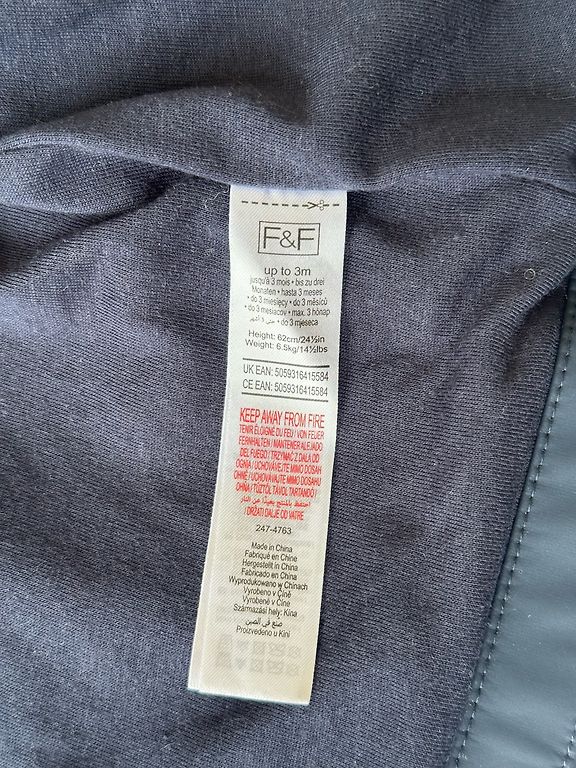 F&F
up to 3m
jusqu'à 3 mois • bis zu drei
Monaten • hasta 3 meses
• do 3 miesięcy • do 3 měsíců
• do 3 mesiacov • max. 3 hónap
• do 3 mjeseca
Height: 62cm/24½in
Weight: 6.5kg/14½lbs
UK EAN: 5059316415584
CE EAN: 5059316415584
KEEP AWAY FROM FIRE
TENIR ÉLOIGNÉ DU FEU / VON FEUER
FERNHALTEN / MANTENER ALEJADO
DEL FUEGO / TRZYMAĆ Z DALA OD
OGNIA / UCHOVÁVEJTE MIMO DOSAH
OHNĚ / UCHOVÁVAJTE MIMO DOSAHU
OHŇA / TŰZTŐL TÁVOL TARTANDÓ /
/ DRŽATI DALJE OD VATRE
247-4763
Made in China
Fabriqué en Chine
Hergestellt in China
Fabricado en China
Wyprodukowano w Chinach
Vyrobeno v Číně
Vyrobené v Číne
Származási hely: Kína
صنع في الصين
Proizvedeno u Kini